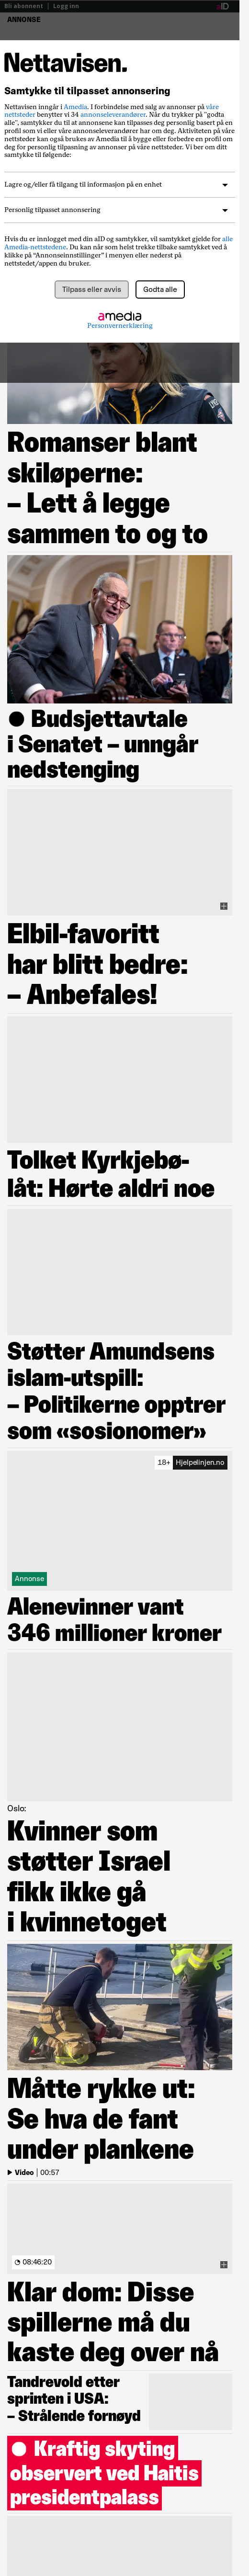 Bli abonnent | Logg inn
aID
ANNONSE
Nettavisen.
Samtykke til tilpasset annonsering
Nettavisen inngår i Amedia. I forbindelse med salg av annonser på våre
nettsteder benytter vi 34 annonseleverandører. Når du trykker på "godta
alle", samtykker du til at annonsene kan tilpasses deg personlig basert på en
profil som vi eller våre annonseleverandører har om deg. Aktiviteten på våre
nettsteder kan også brukes av Amedia til å bygge eller forbedre en profil om
deg for personlig tilpasning av annonser på våre nettsteder. Vi ber om ditt
samtykke til følgende:
Lagre og/eller få tilgang til informasjon på en enhet
Personlig tilpasset annonsering
Hvis du er innlogget med din aID og samtykker, vil samtykket gjelde for alle
Amedia-nettstedene. Du kan når som helst trekke tilbake samtykket ved å
klikke på “Annonseinnstillinger” i menyen eller nederst på
nettstedet/appen du bruker.
Tilpass eller avvis
Godta alle
amedia
Personvernerklæring
Romanser blant
skiløperne:
– Lett å legge
sammen to og to
● Budsjettavtale
i Senatet – unngår
nedstenging
Elbil-favoritt
har blitt bedre:
– Anbefales!
Tolket Kyrkjebø-
låt: Hørte aldri noe
Støtter Amundsens
islam-utspill:
– Politikerne opptrer
som «sosionomer»
18+ Hjelpelinjen.no
Annonse
Alenevinner vant
346 millioner kroner
Oslo:
Kvinner som
støtter Israel
fikk ikke gå
i kvinnetoget
Måtte rykke ut:
Se hva de fant
under plankene
Video | 00:57
08:46:20
Klar dom: Disse
spillerne må du
kaste deg over nå
Tandrevold etter
sprinten i USA:
– Strålende fornøyd
● Kraftig skyting
observert ved Haitis
presidentpalass